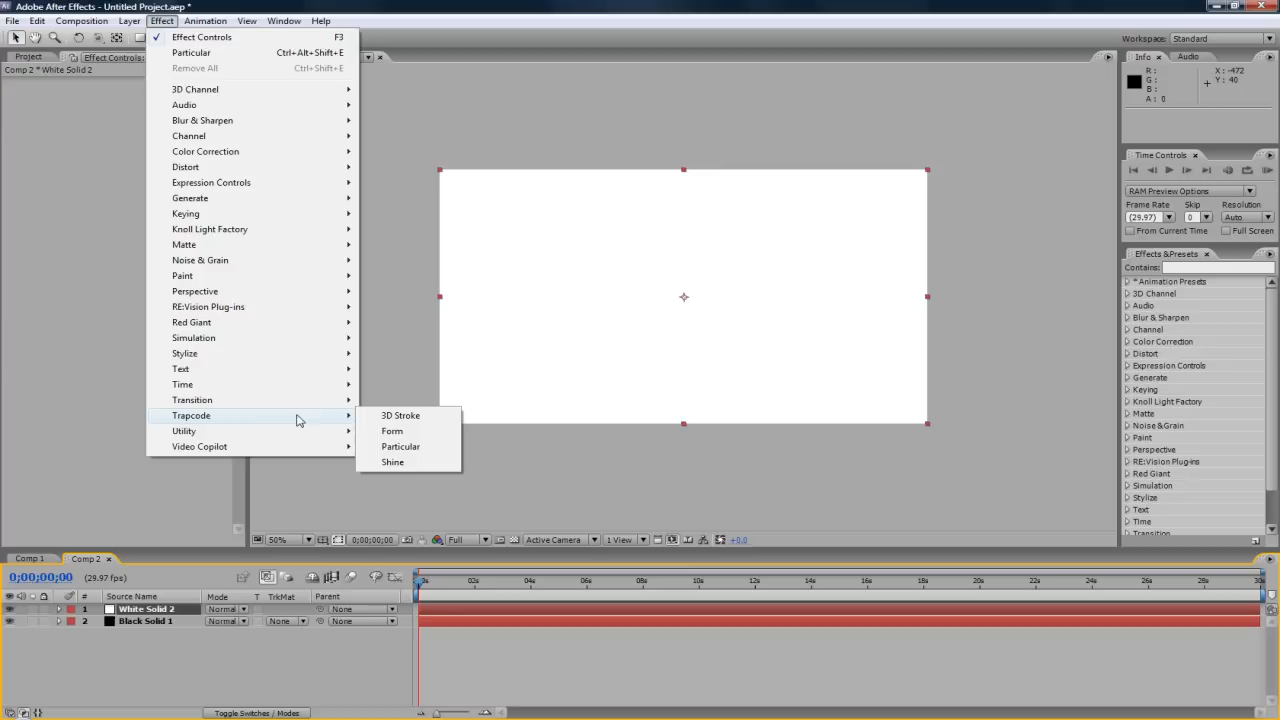 Adobe After Effects - Untitled Project.aep *
File Edit Composition Layer Effect Animation View Window Help
Workspace: Standard
Project Effect Controls:
Comp 2 * White Solid 2
Effect Controls F3
Particular Ctrl+Alt+Shift+E
Remove All Ctrl+Shift+E
3D Channel
Audio
Blur & Sharpen
Channel
Color Correction
Distort
Expression Controls
Generate
Keying
Knoll Light Factory
Matte
Noise & Grain
Paint
Perspective
RE:Vision Plug-ins
Red Giant
Simulation
Stylize
Text
Time
Transition
Trapcode
Utility
Video Copilot
3D Stroke
Form
Particular
Shine
Info Audio
R : X : -472
G : Y : 40
B :
A : 0
Time Controls
RAM Preview Options
Frame Rate Skip Resolution
(29.97) 0 Auto
From Current Time Full Screen
Effects & Presets
Contains:
* Animation Presets
3D Channel
Audio
Blur & Sharpen
Channel
Color Correction
Distort
Expression Controls
Generate
Keying
Knoll Light Factory
Matte
Noise & Grain
Paint
Perspective
RE:Vision Plug-ins
Red Giant
Simulation
Stylize
Text
Time
Transition
50% 0;00;00;00 Full Active Camera 1 View +0.0
Comp 1 Comp 2
0;00;00;00 (29.97 fps)
02s 04s 06s 08s 10s 12s 14s 16s 18s 20s 22s 24s 26s 28s 30s
# Source Name Mode T TrkMat Parent
1 White Solid 2 Normal None
2 Black Solid 1 Normal None None
Toggle Switches / Modes